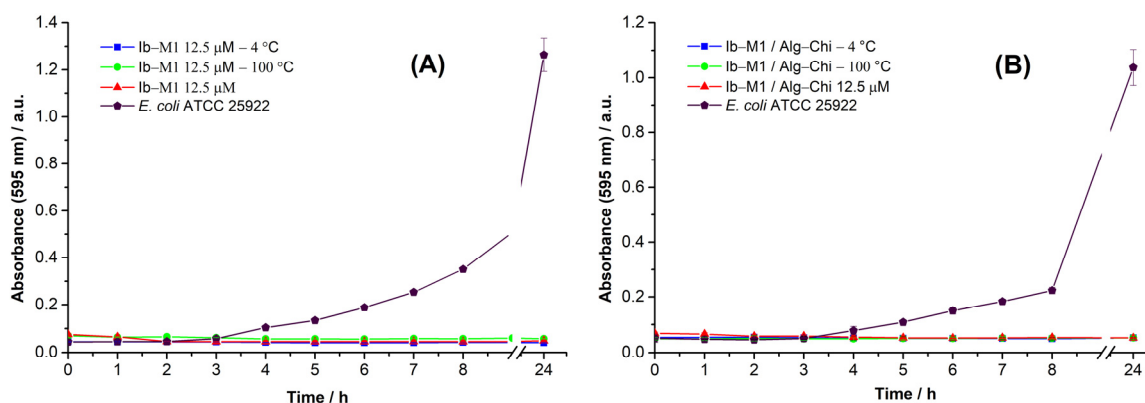 Ib–M1 12.5 μM – 4 °C
Ib–M1 12.5 μM – 100 °C
Ib–M1 12.5 μM
E. coli ATCC 25922
(A)
Absorbance (595 nm) / a.u.
1.4
1.2
1.0
0.8
0.6
0.4
0.2
0.0
0 1 2 3 4 5 6 7 8 24
Time / h
Ib–M1 / Alg–Chi – 4 °C
Ib–M1 / Alg–Chi – 100 °C
Ib–M1 / Alg–Chi 12.5 μM
E. coli ATCC 25922
(B)
Absorbance (595 nm) / a.u.
1.2
1.0
0.8
0.6
0.4
0.2
0.0
0 1 2 3 4 5 6 7 8 24
Time / h